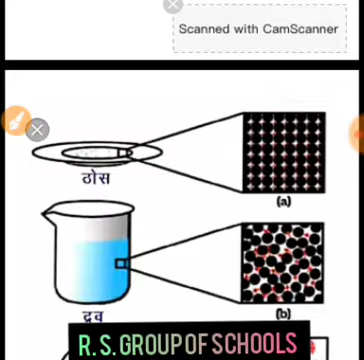 Scanned with CamScanner
ठोस
(a)
द्रव
(b)
R. S. GROUP OF SCHOOLS